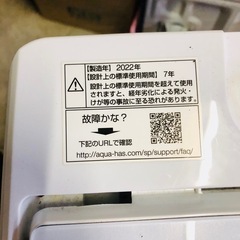 【製造年】2022年
【設計上の標準使用期間】7年
設計上の標準使用期間を超えて使用
されますと、経年劣化による発火・
けが等の事故に至る恐れがあります。
故障かな?
下記のURLで確認
http://aqua-has.com/sp/support/faq/